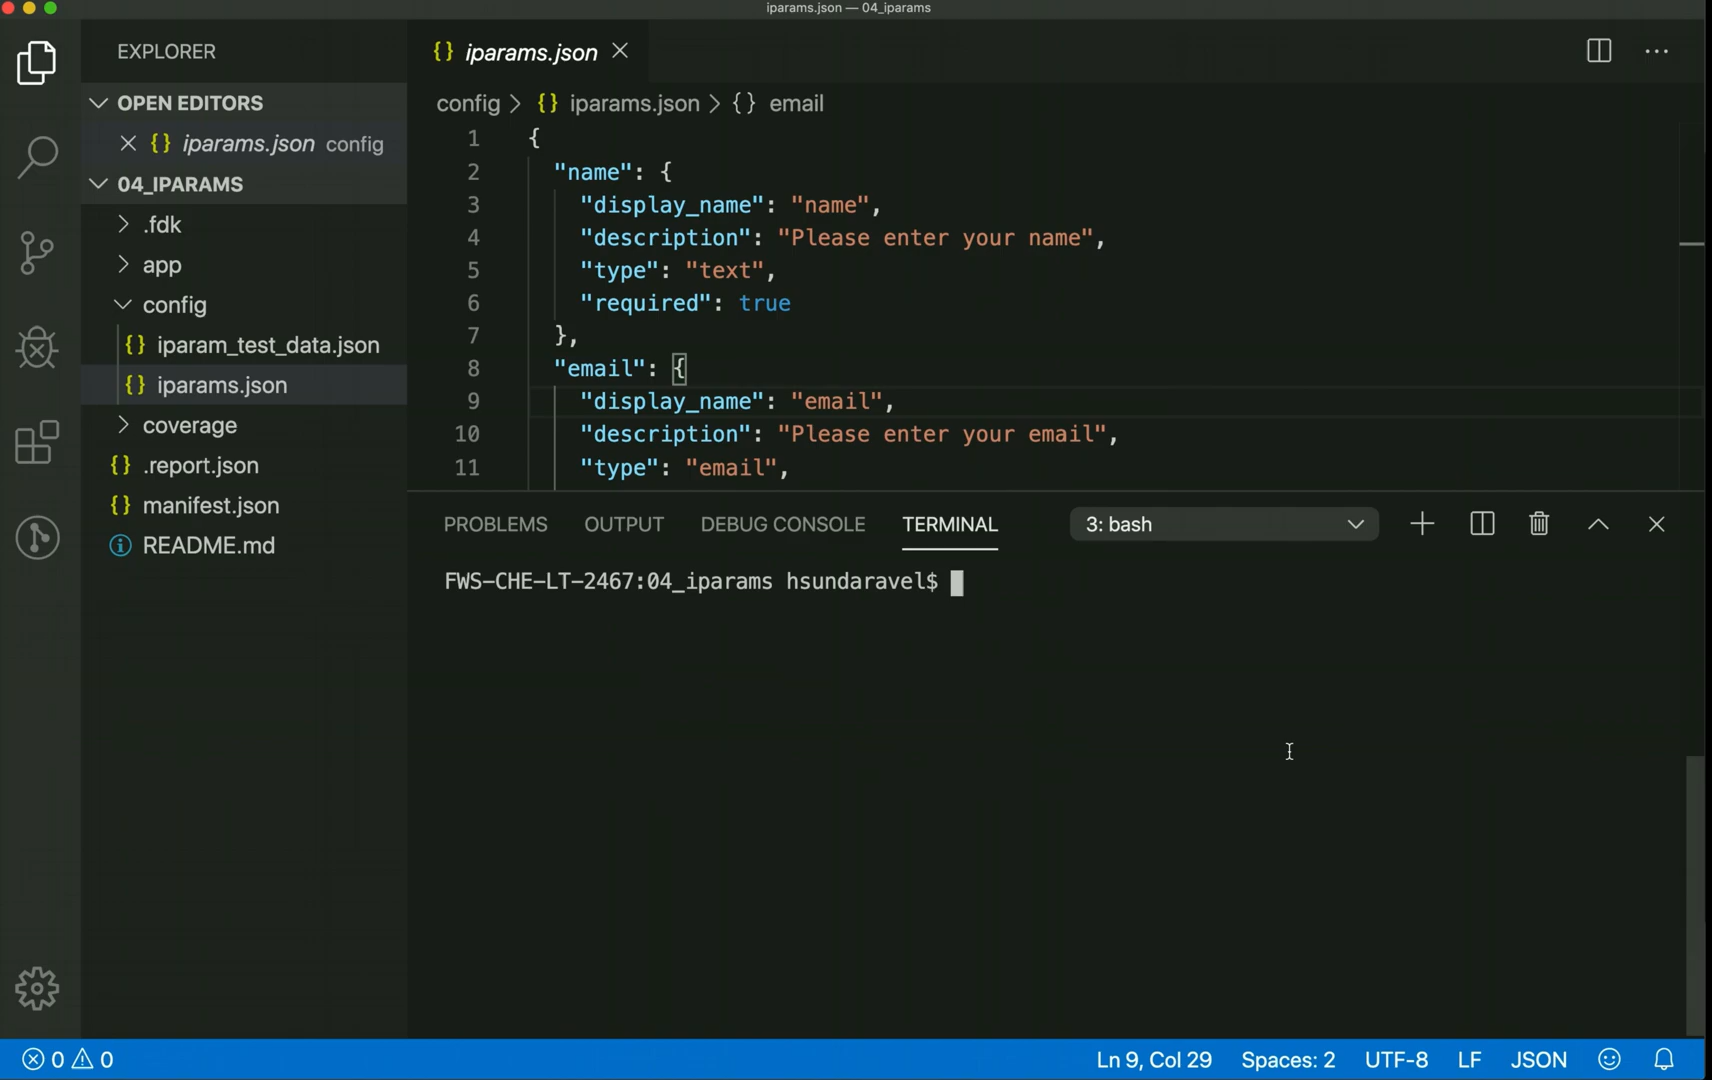 iparams.json — 04_iparams
EXPLORER
OPEN EDITORS
{} iparams.json config
04_IPARAMS
.fdk
app
config
{} iparam_test_data.json
{} iparams.json
coverage
{} .report.json
{} manifest.json
README.md
{} iparams.json
config > {} iparams.json > {} email
1 {
2 "name": {
3 "display_name": "name",
4 "description": "Please enter your name",
5 "type": "text",
6 "required": true
7 },
8 "email": {
9 "display_name": "email",
10 "description": "Please enter your email",
11 "type": "email",
PROBLEMS OUTPUT DEBUG CONSOLE TERMINAL 3: bash
FWS-CHE-LT-2467:04_iparams hsundaravel$
0 0 Ln 9, Col 29 Spaces: 2 UTF-8 LF JSON